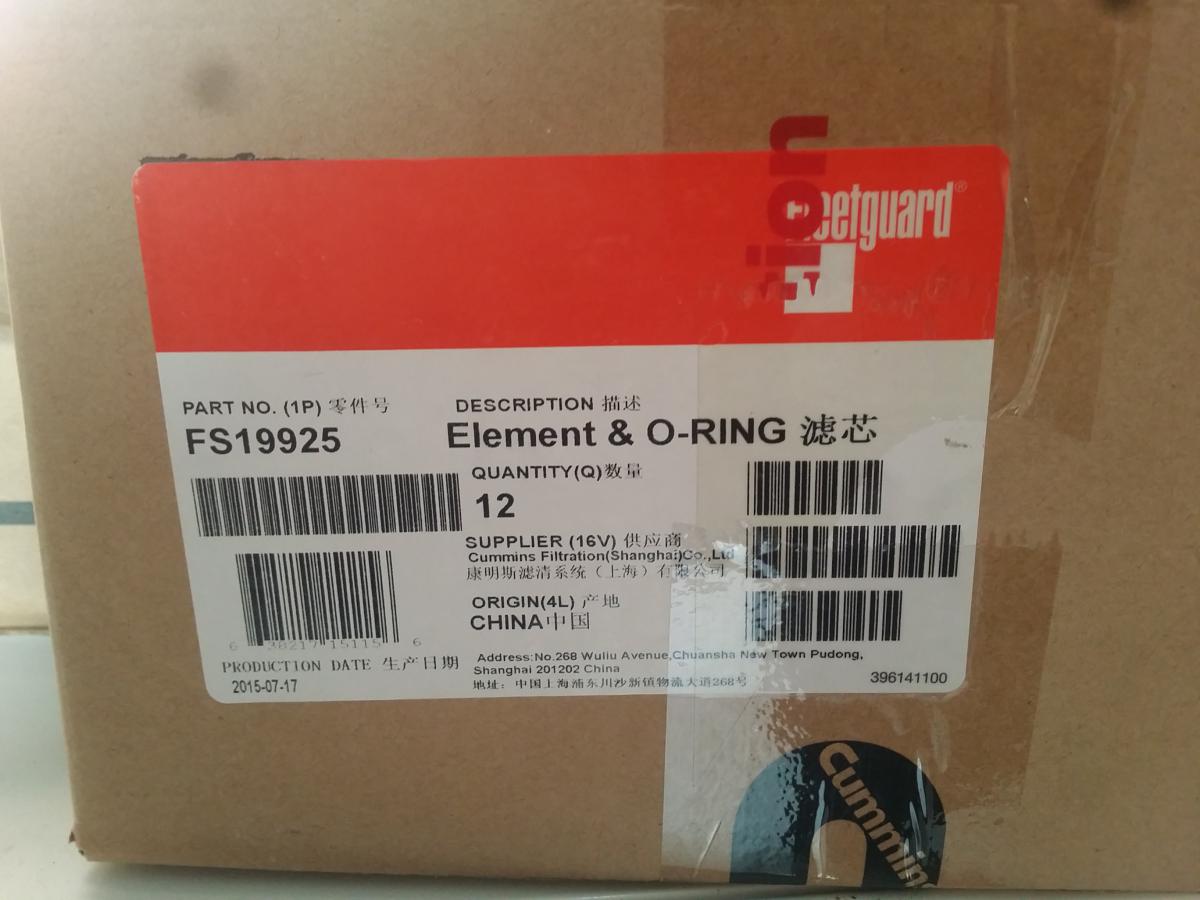 ion
fleetguard®
PART NO. (1P) 零件号
FS19925
DESCRIPTION 描述
Element & O-RING 滤芯
QUANTITY(Q)数量
12
SUPPLIER (16V) 供应商
Cummins Filtration(Shanghai)Co.,Ltd
康明斯滤清系统（上海）有限公司
ORIGIN(4L) 产地
CHINA中国
6 38217 15115 6
PRODUCTION DATE 生产日期
2015-07-17
Address:No.268 Wuliu Avenue,Chuansha New Town Pudong,
Shanghai 201202 China
地址：中国上海浦东川沙新镇物流大道268号
396141100
Cummins